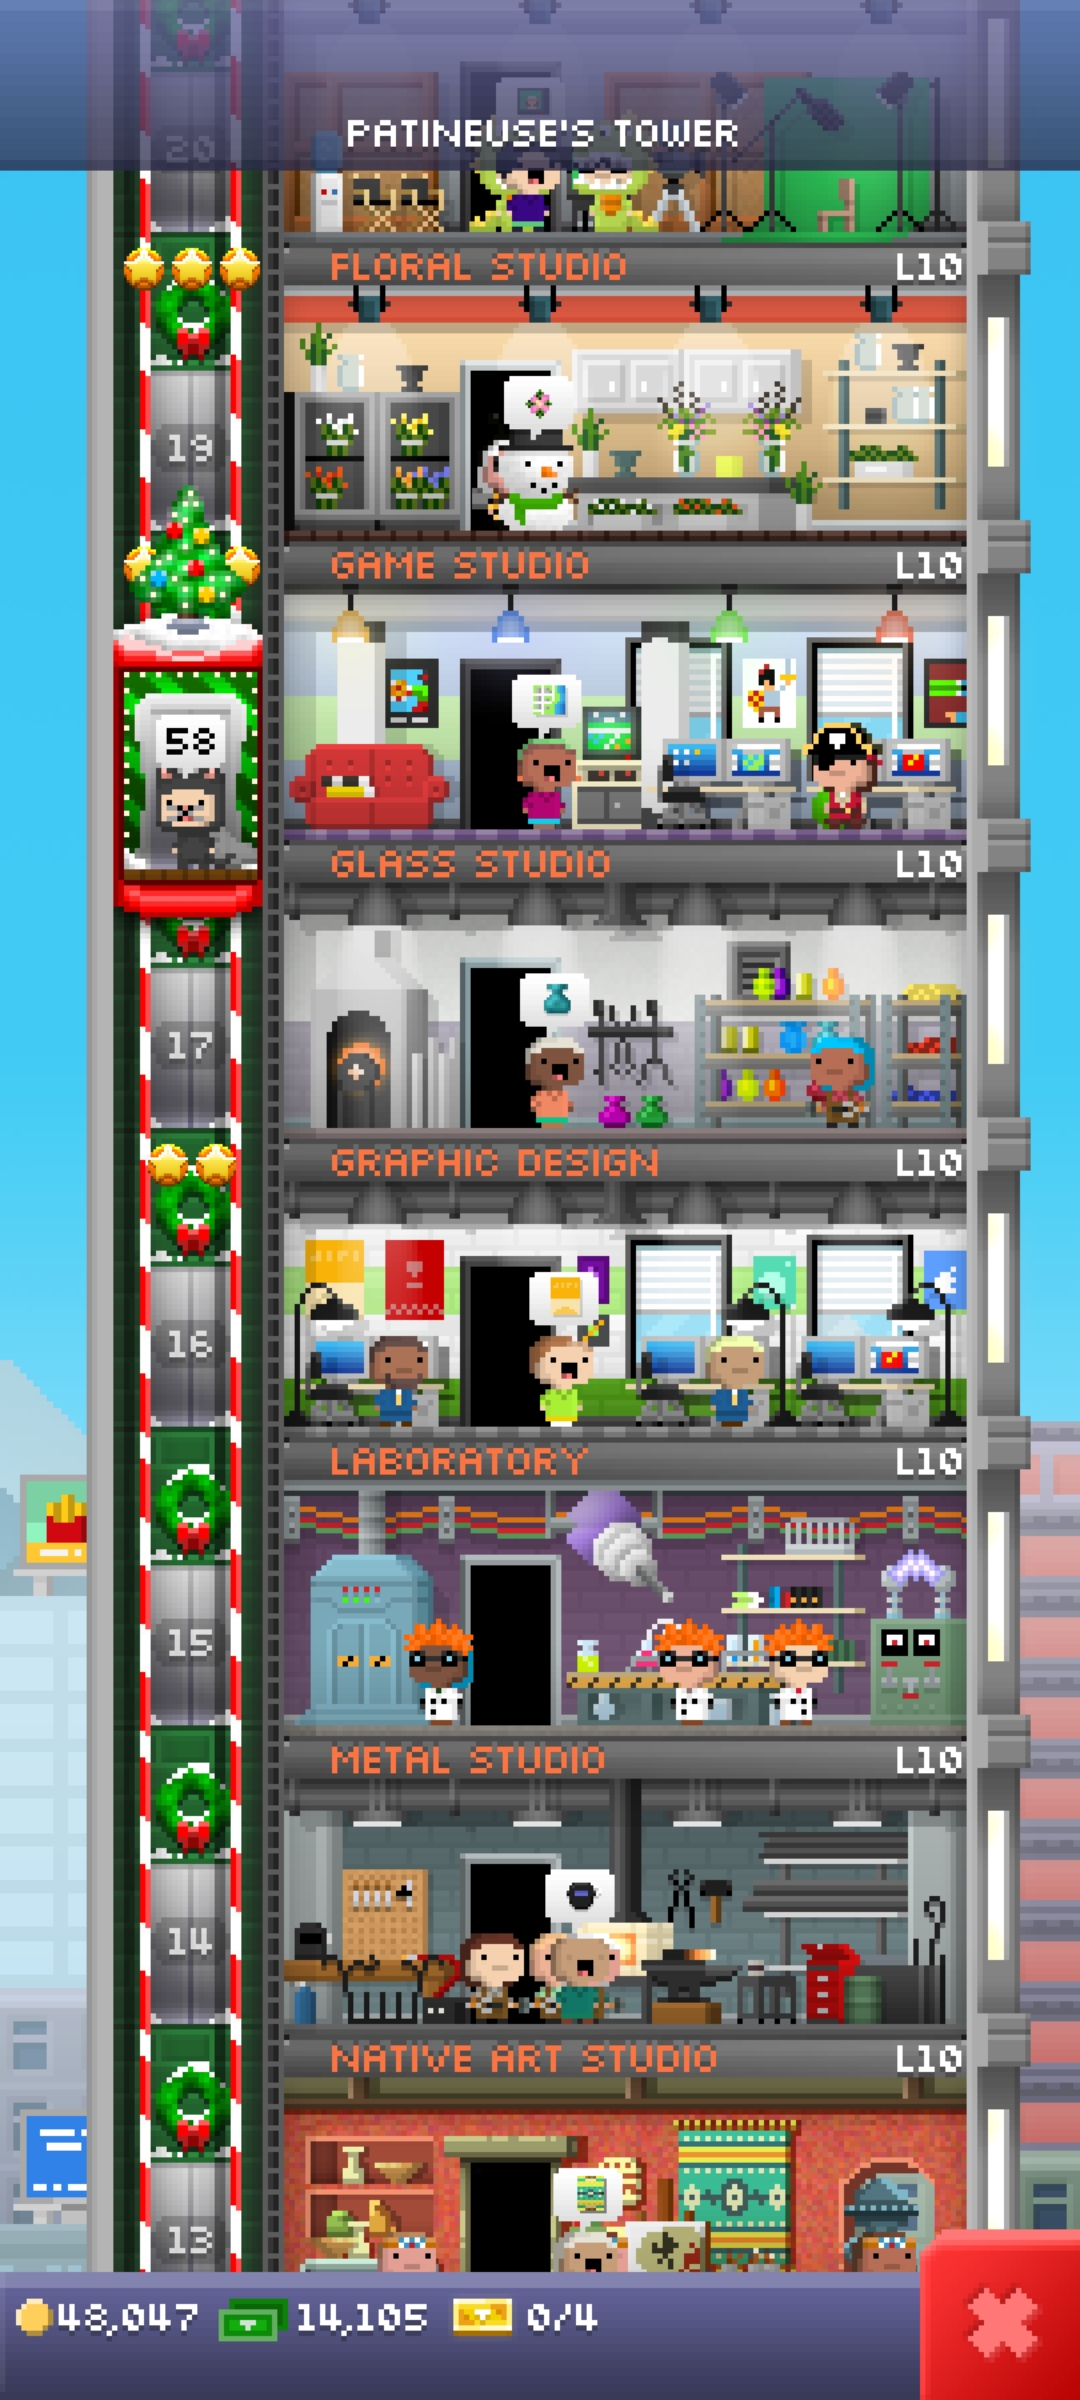 20
PATINEUSE'S TOWER
FLORAL STUDIO L10
19
GAME STUDIO L10
58
GLASS STUDIO L10
17
GRAPHIC DESIGN L10
16
LABORATORY L10
15
METAL STUDIO L10
14
NATIVE ART STUDIO L10
13
48,047 14,105 0/4